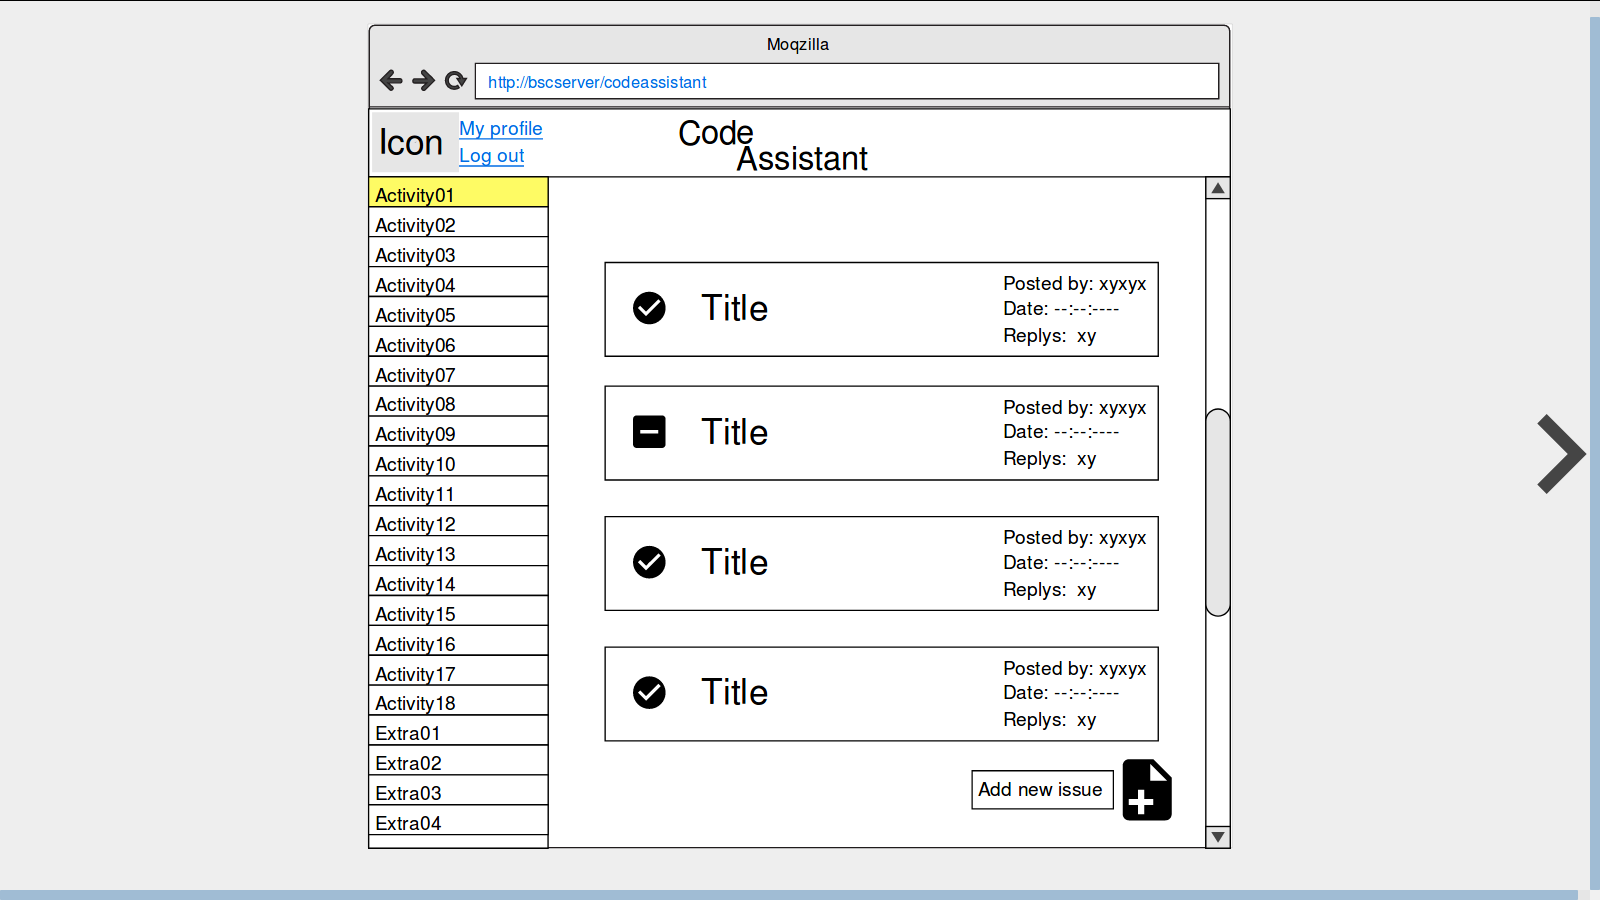 Moqzilla
http://bscserver/codeassistant
Icon
My profile
Log out
Code
Assistant
Activity01
Activity02
Activity03
Activity04
Activity05
Activity06
Activity07
Activity08
Activity09
Activity10
Activity11
Activity12
Activity13
Activity14
Activity15
Activity16
Activity17
Activity18
Extra01
Extra02
Extra03
Extra04
Title
Posted by: xyxyx
Date: --:--:----
Replys: xy
Title
Posted by: xyxyx
Date: --:--:----
Replys: xy
Title
Posted by: xyxyx
Date: --:--:----
Replys: xy
Title
Posted by: xyxyx
Date: --:--:----
Replys: xy
Add new issue